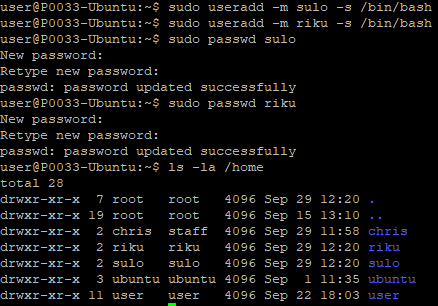 user@P0033-Ubuntu:~$ sudo useradd -m sulo -s /bin/bash
user@P0033-Ubuntu:~$ sudo useradd -m riku -s /bin/bash
user@P0033-Ubuntu:~$ sudo passwd sulo
New password:
Retype new password:
passwd: password updated successfully
user@P0033-Ubuntu:~$ sudo passwd riku
New password:
Retype new password:
passwd: password updated successfully
user@P0033-Ubuntu:~$ ls -la /home
total 28
drwxr-xr-x  7 root   root   4096 Sep 29 12:20 .
drwxr-xr-x 19 root   root   4096 Sep 15 13:10 ..
drwxr-xr-x  2 chris  staff  4096 Sep 29 11:58 chris
drwxr-xr-x  2 riku   riku   4096 Sep 29 12:20 riku
drwxr-xr-x  2 sulo   sulo   4096 Sep 29 12:20 sulo
drwxr-xr-x  3 ubuntu ubuntu 4096 Sep  1 11:35 ubuntu
drwxr-xr-x 11 user   user   4096 Sep 22 18:03 user